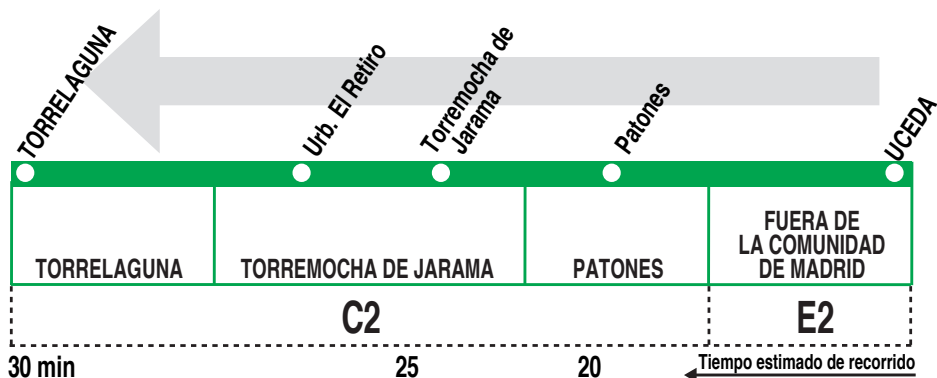 TORRELAGUNA
Urb. El Retiro
Torremocha de
Jarama
Patones
UCEDA
TORRELAGUNA
TORREMOCHA DE JARAMA
PATONES
FUERA DE
LA COMUNIDAD
DE MADRID
C2
E2
30 min
25
20
Tiempo estimado de recorrido